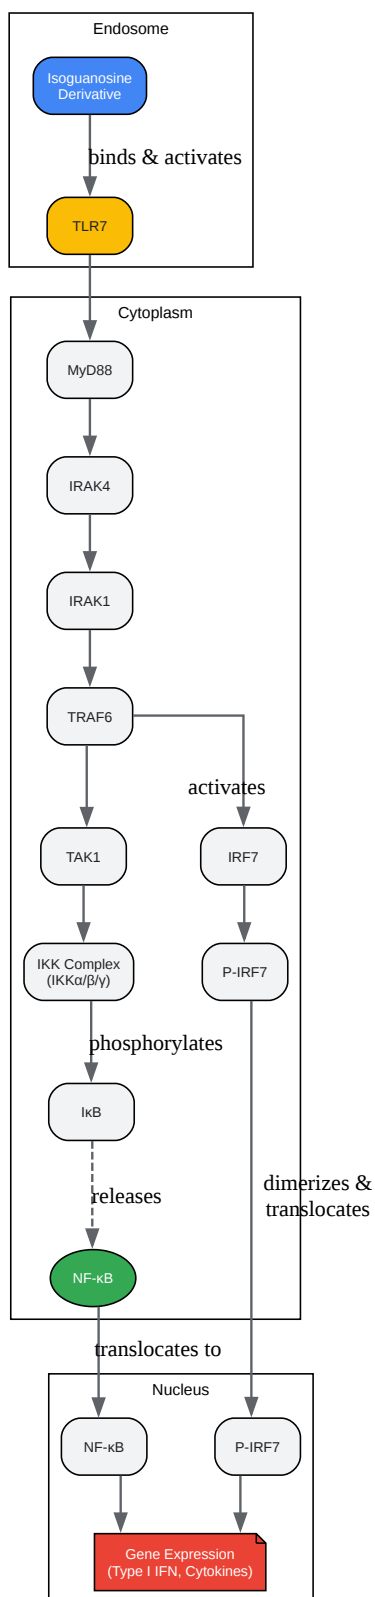 Endosome
Isoguanosine
Derivative
binds & activates
TLR7
Cytoplasm
MyD88
IRAK4
IRAK1
TRAF6
activates
TAK1
IRF7
IKK Complex
(IKKα/β/γ)
P-IRF7
phosphorylates
IκB
dimerizes &
translocates
releases
NF-κB
translocates to
Nucleus
NF-κB
P-IRF7
Gene Expression
(Type I IFN, Cytokines)